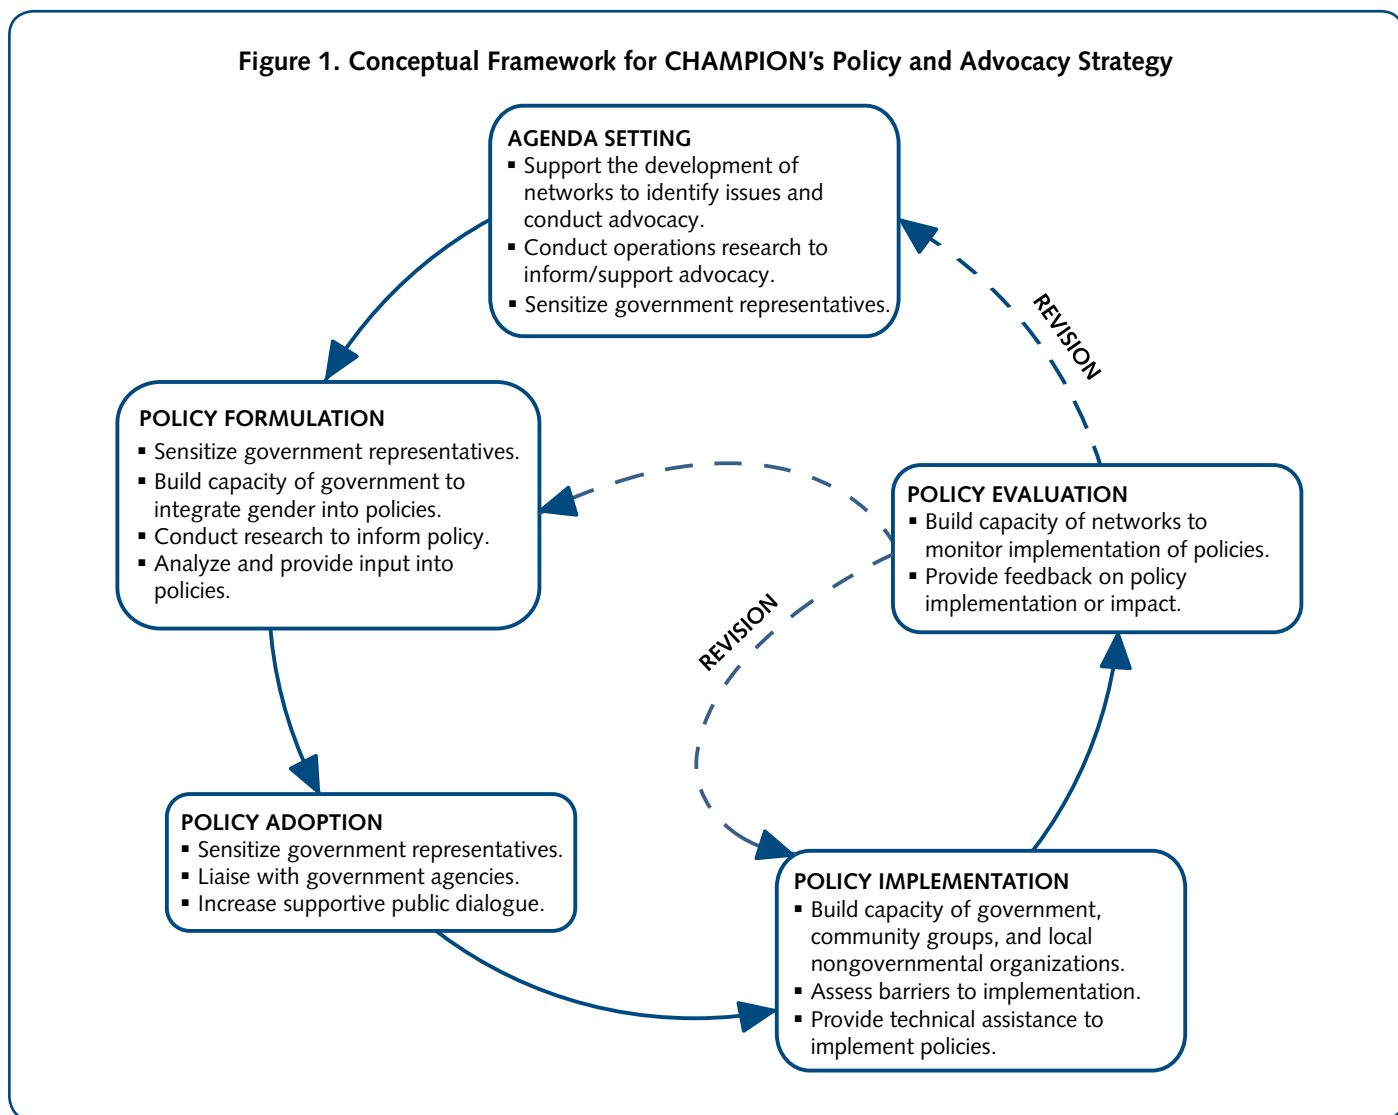 Figure 1. Conceptual Framework for CHAMPION's Policy and Advocacy Strategy
AGENDA SETTING
▪ Support the development of
networks to identify issues and
conduct advocacy.
▪ Conduct operations research to
inform/support advocacy.
▪ Sensitize government representatives.
REVISION
POLICY FORMULATION
▪ Sensitize government representatives.
▪ Build capacity of government to
integrate gender into policies.
▪ Conduct research to inform policy.
▪ Analyze and provide input into
policies.
POLICY EVALUATION
▪ Build capacity of networks to
monitor implementation of policies.
▪ Provide feedback on policy
implementation or impact.
REVISION
POLICY ADOPTION
▪ Sensitize government representatives.
▪ Liaise with government agencies.
▪ Increase supportive public dialogue.
POLICY IMPLEMENTATION
▪ Build capacity of government,
community groups, and local
nongovernmental organizations.
▪ Assess barriers to implementation.
▪ Provide technical assistance to
implement policies.